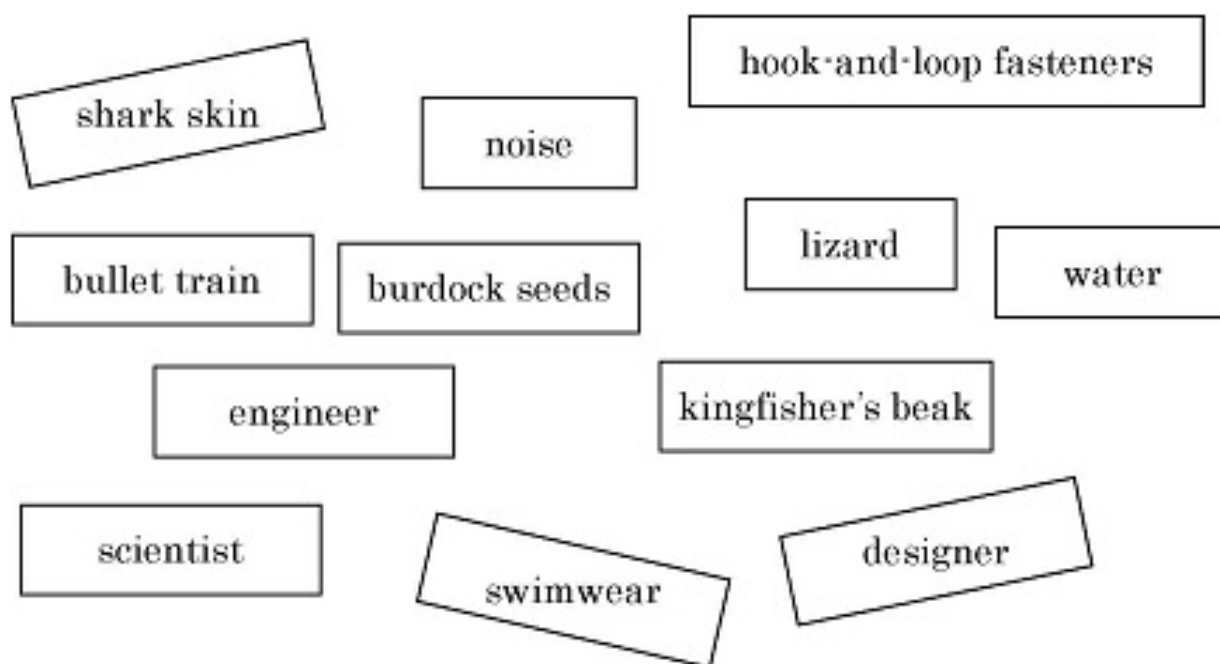 hook-and-loop fasteners
shark skin
noise
lizard
water
bullet train
burdock seeds
engineer
kingfisher's beak
scientist
swimwear
designer